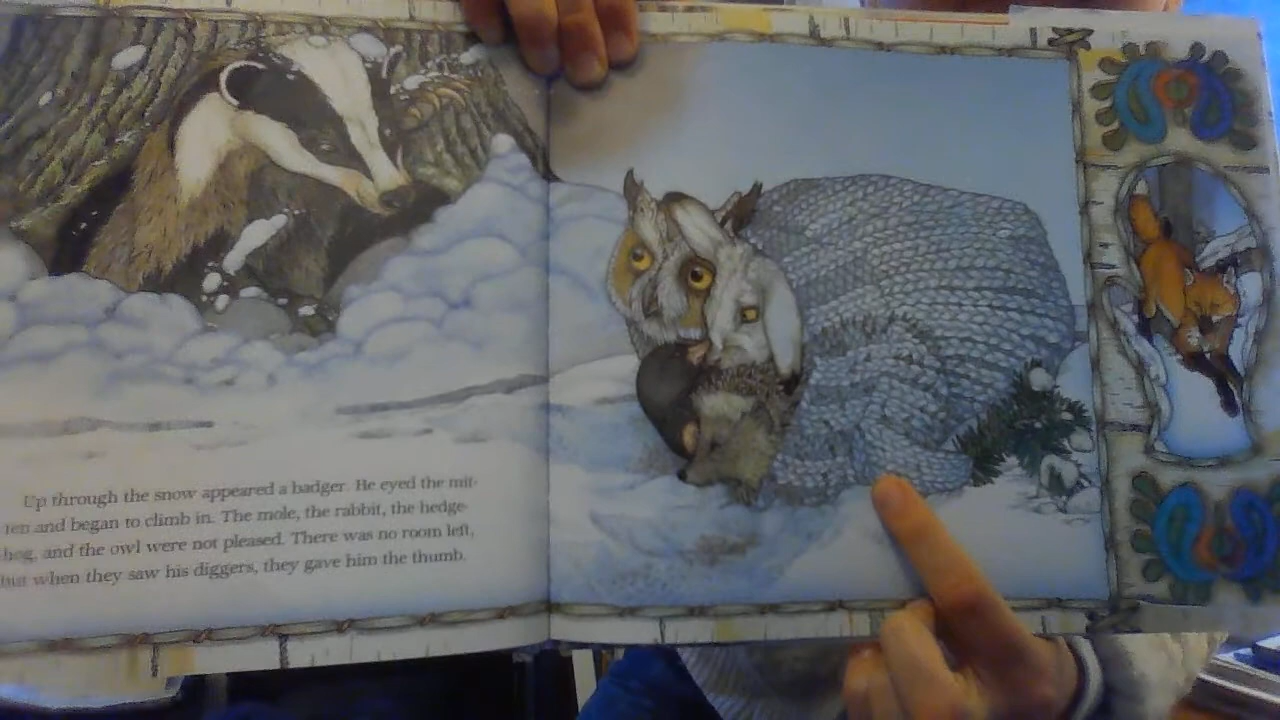 Up through the snow appeared a badger. He eyed the mit-
ten and began to climb in. The mole, the rabbit, the hedge-
hog, and the owl were not pleased. There was no room left,
but when they saw his diggers, they gave him the thumb.